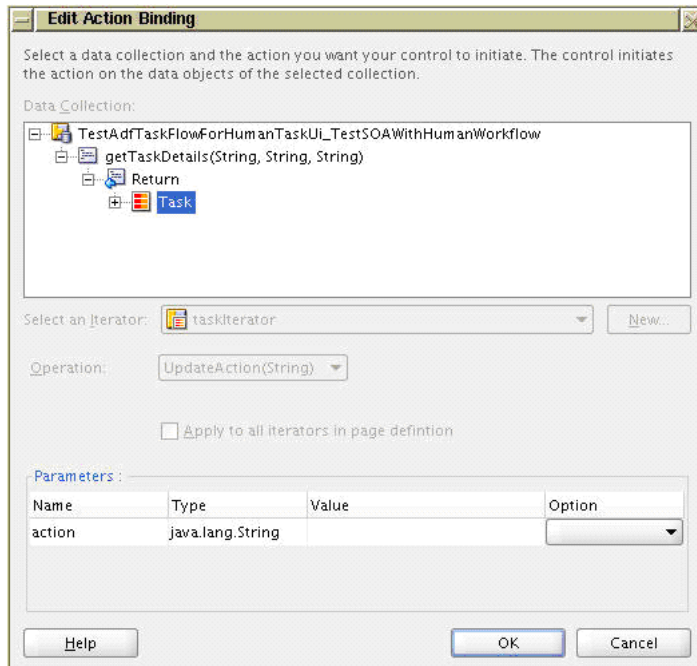 Edit Action Binding
Select a data collection and the action you want your control to initiate. The control initiates
the action on the data objects of the selected collection.
Data Collection:
TestAdfTaskFlowForHumanTaskUi_TestSOAWithHumanWorkflow
getTaskDetails(String, String, String)
Return
Task
Select an Iterator: taskIterator New...
Operation: UpdateAction(String)
Apply to all iterators in page defintion
Parameters :
Name Type Value Option
action java.lang.String
Help OK Cancel